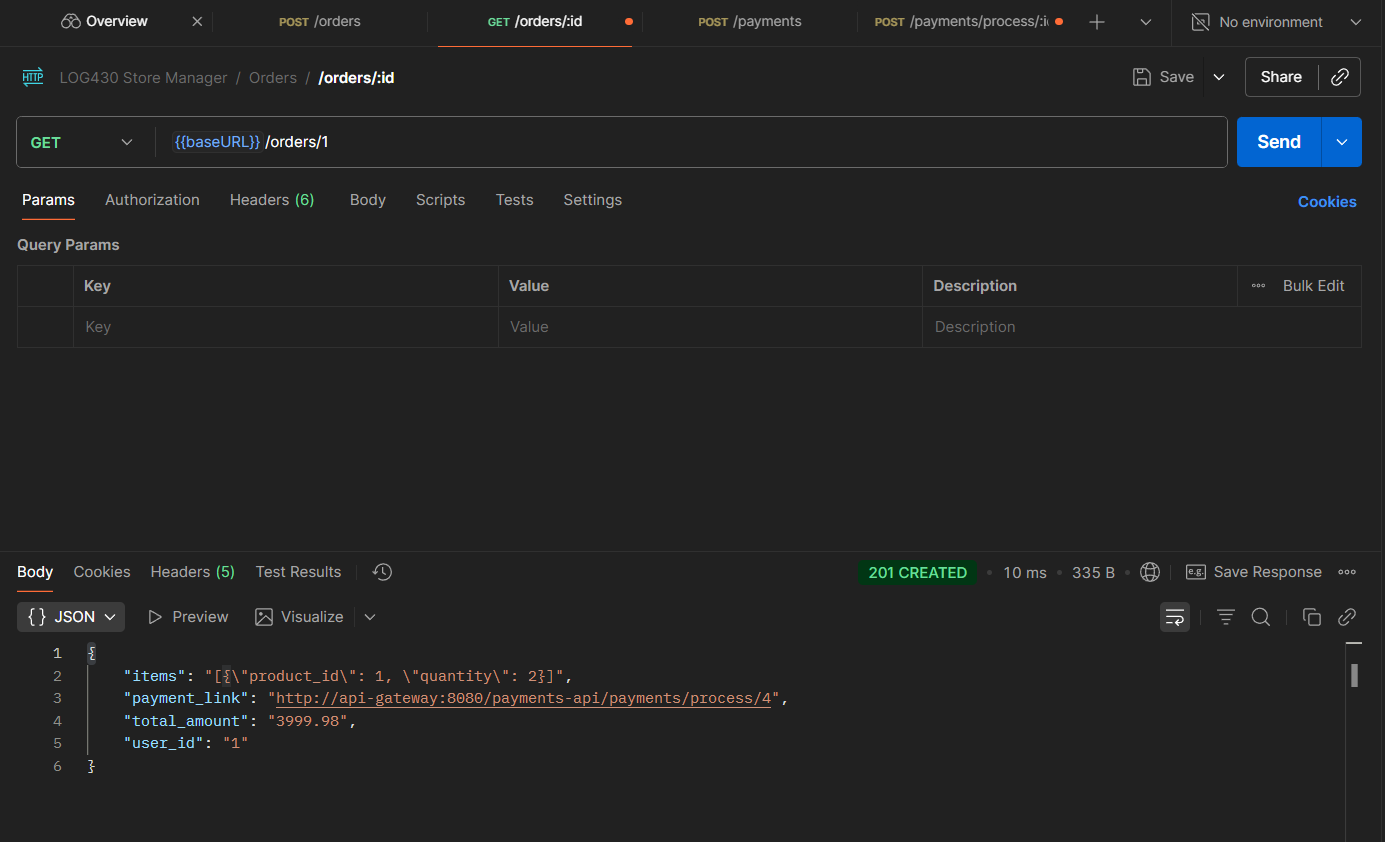 Overview
POST /orders
GET /orders/:id
POST /payments
POST /payments/process/:i
No environment
HTTP
LOG430 Store Manager / Orders / /orders/:id
Save
Share
GET
{{baseURL}} /orders/1
Send
Params
Authorization
Headers (6)
Body
Scripts
Tests
Settings
Cookies
Query Params
Key
Value
Description
Bulk Edit
Key
Value
Description
Body
Cookies
Headers (5)
Test Results
201 CREATED
10 ms
335 B
e.g.
Save Response
{} JSON
Preview
Visualize
1 {
2 "items": "[{\"product_id\": 1, \"quantity\": 2}]",
3 "payment_link": "http://api-gateway:8080/payments-api/payments/process/4",
4 "total_amount": "3999.98",
5 "user_id": "1"
6 }